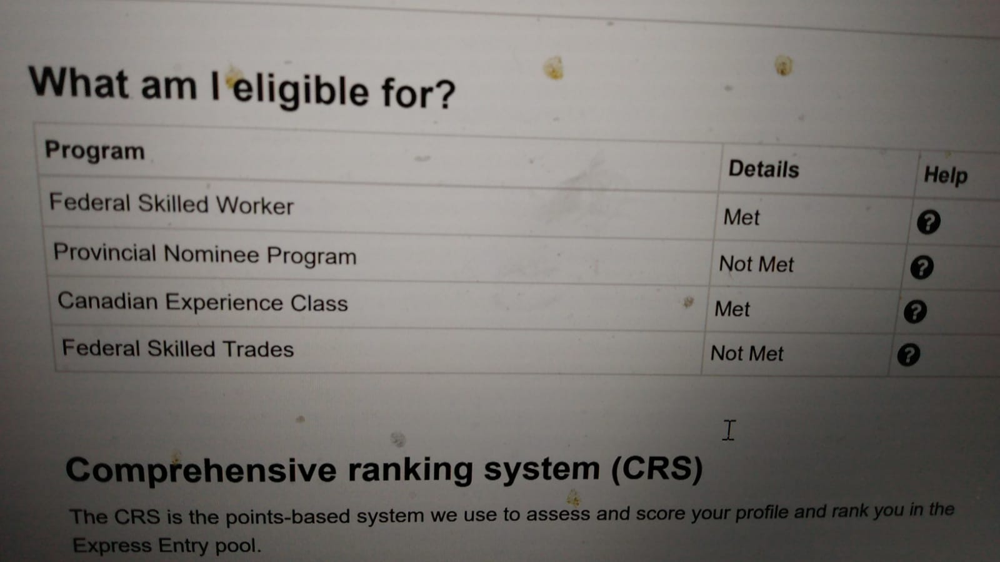 What am I eligible for?
Program Details Help
Federal Skilled Worker Met ?
Provincial Nominee Program Not Met ?
Canadian Experience Class Met ?
Federal Skilled Trades Not Met ?
Comprehensive ranking system (CRS)
The CRS is the points-based system we use to assess and score your profile and rank you in the
Express Entry pool.